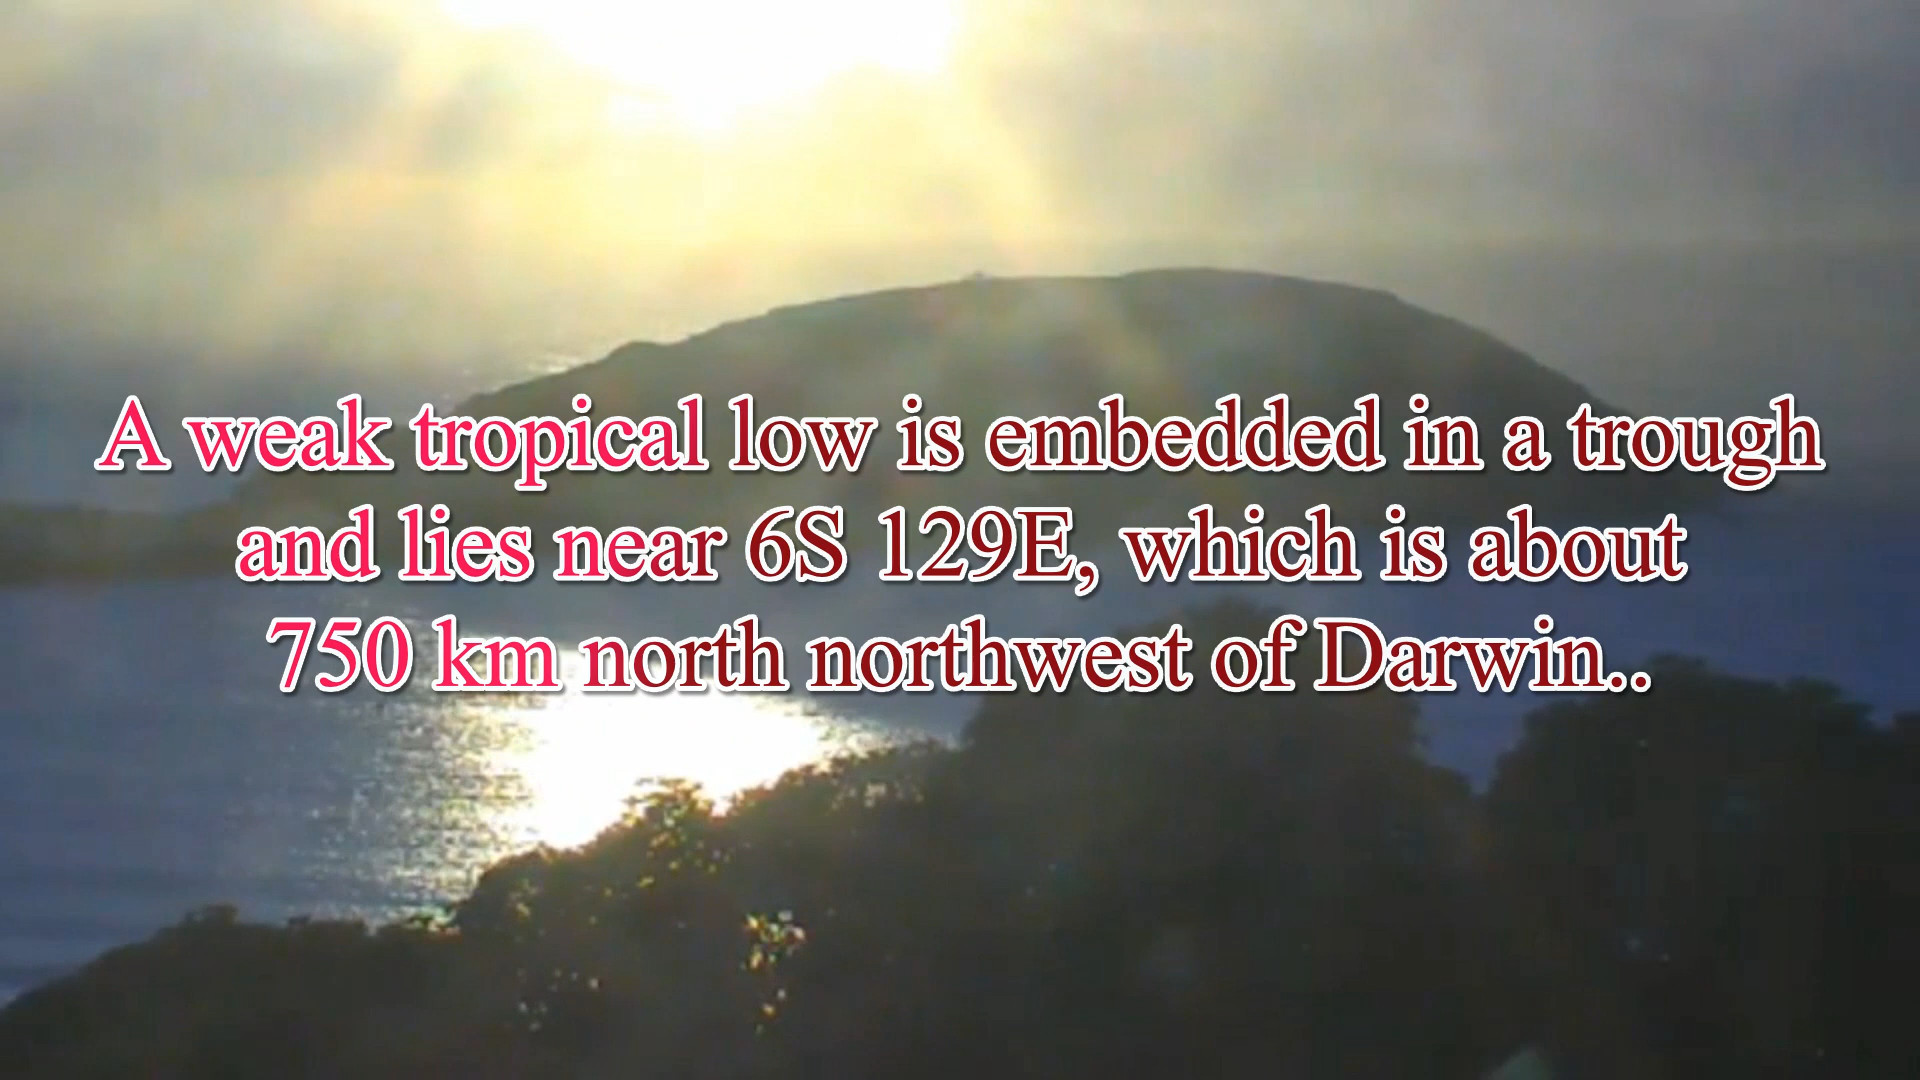 A weak tropical low is embedded in a trough
and lies near 6S 129E, which is about
750 km north northwest of Darwin..